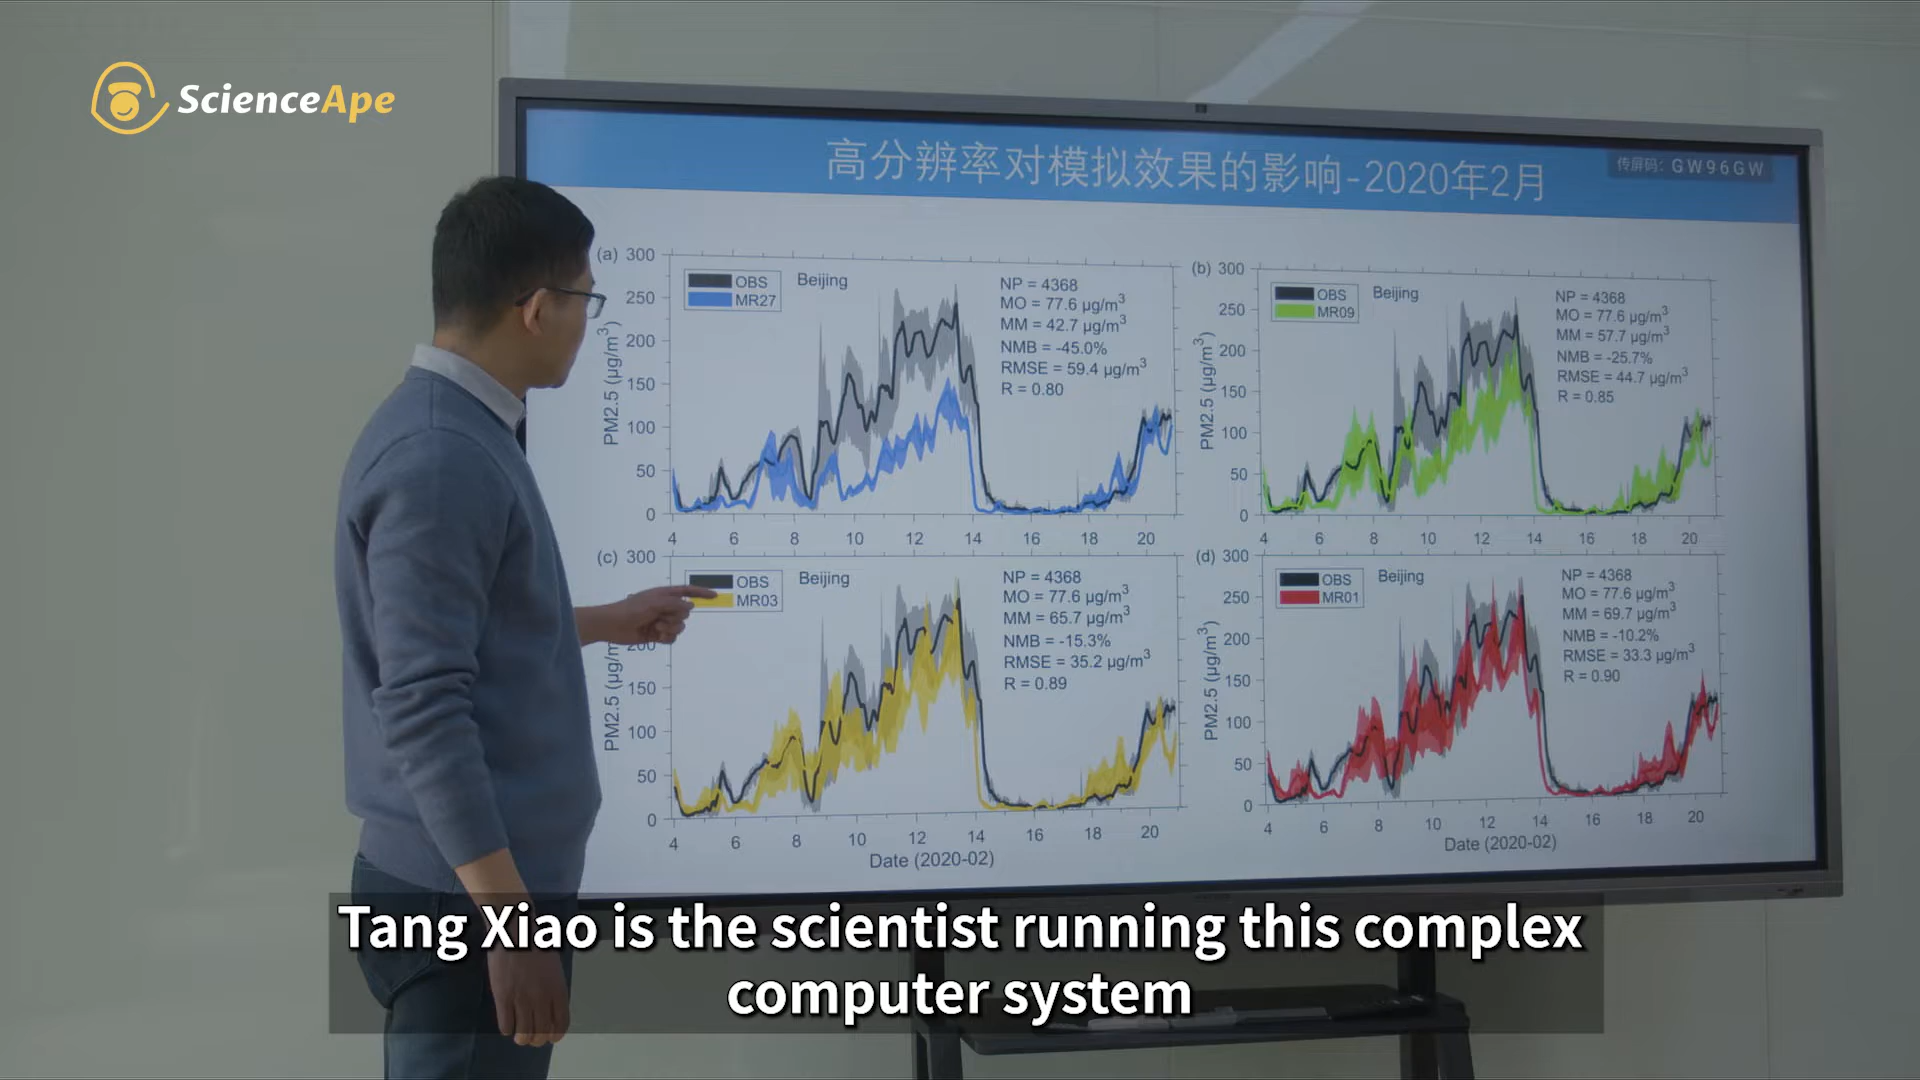 ScienceApe
高分辨率对模拟效果的影响-2020年2月
传屏码: GW96GW
(a)
300
250
200
150
100
50
0
PM2.5 (µg/m³)
OBS
MR27
Beijing
NP = 4368
MO = 77.6 µg/m³
MM = 42.7 µg/m³
NMB = -45.0%
RMSE = 59.4 µg/m³
R = 0.80
4 6 8 10 12 14 16 18 20
(b)
300
250
200
150
100
50
0
PM2.5 (µg/m³)
OBS
MR09
Beijing
NP = 4368
MO = 77.6 µg/m³
MM = 57.7 µg/m³
NMB = -25.7%
RMSE = 44.7 µg/m³
R = 0.85
4 6 8 10 12 14 16 18 20
(c)
300
200
150
100
50
0
PM2.5 (µg/m
OBS
MR03
Beijing
NP = 4368
MO = 77.6 µg/m³
MM = 65.7 µg/m³
NMB = -15.3%
RMSE = 35.2 µg/m³
R = 0.89
4 6 8 10 12 14 16 18 20
Date (2020-02)
(d)
300
250
200
150
100
50
0
PM2.5 (µg/m³)
OBS
MR01
Beijing
NP = 4368
MO = 77.6 µg/m³
MM = 69.7 µg/m³
NMB = -10.2%
RMSE = 33.3 µg/m³
R = 0.90
4 6 8 10 12 14 16 18 20
Date (2020-02)
Tang Xiao is the scientist running this complex
computer system